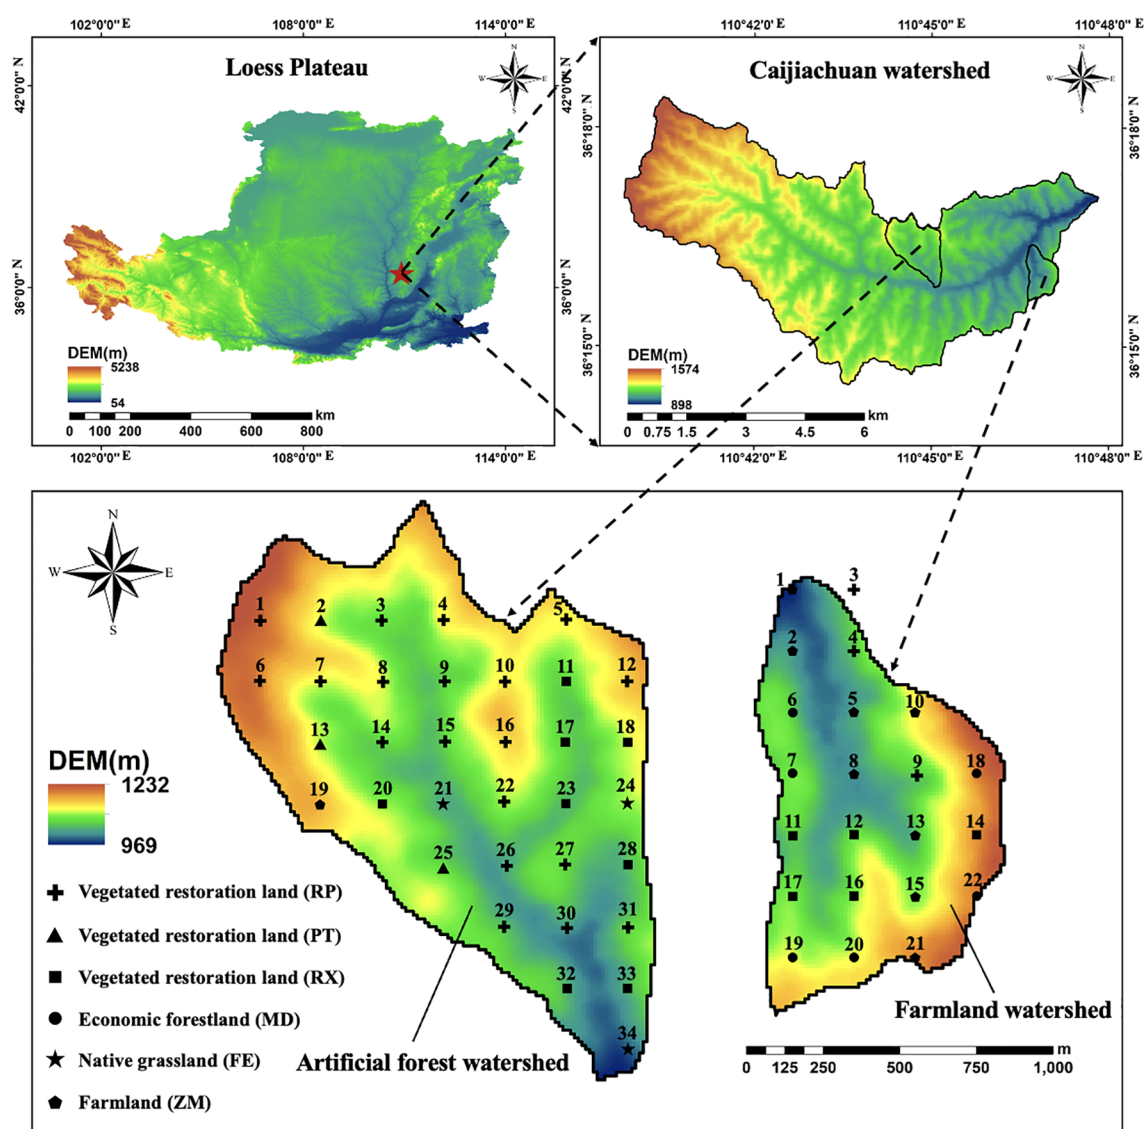 102°0'0" E 108°0'0" E 114°0'0" E
110°42'0" E 110°45'0" E 110°48'0" E
Loess Plateau
N
W E
S
42°0'0" N
36°0'0" N
DEM(m)
5238
54
km
0 100 200 400 600 800
102°0'0" E 108°0'0" E 114°0'0" E
Caijiachuan watershed
N
W E
S
42°0'0" N
36°0'0" N
36°18'0" N
36°15'0" N
36°18'0" N
36°15'0" N
DEM(m)
1574
898
km
0 0.75 1.5 3 4.5 6
110°42'0" E 110°45'0" E 110°48'0" E
N
W E
S
1 2 3 4 5
6 7 8 9 10 11 12
13 14 15 16 17 18
19 20 21 22 23 24
25 26 27 28
29 30 31
32 33
34
1 3
2 4
6 5 10
7 8 9 18
11 12 13 14
17 16 15 22
19 20 21
DEM(m)
1232
969
Vegetated restoration land (RP)
Vegetated restoration land (PT)
Vegetated restoration land (RX)
Economic forestland (MD)
Native grassland (FE)
Farmland (ZM)
Artificial forest watershed
Farmland watershed
m
0 125 250 500 750 1,000